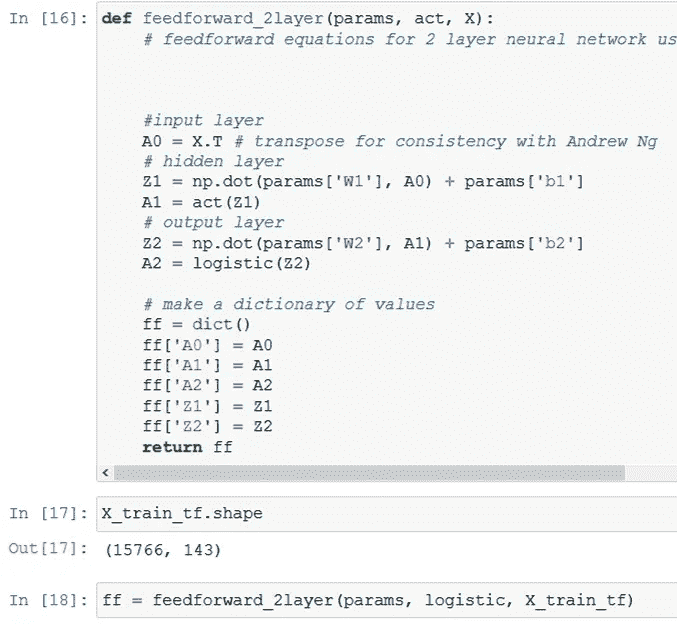 In [16]: def feedforward_2layer(params, act, X):
# feedforward equations for 2 layer neural network us
#input layer
A0 = X.T # transpose for consistency with Andrew Ng
# hidden layer
Z1 = np.dot(params['W1'], A0) + params['b1']
A1 = act(Z1)
# output layer
Z2 = np.dot(params['W2'], A1) + params['b2']
A2 = logistic(Z2)
# make a dictionary of values
ff = dict()
ff['A0'] = A0
ff['A1'] = A1
ff['A2'] = A2
ff['Z1'] = Z1
ff['Z2'] = Z2
return ff
In [17]: X_train_tf.shape
Out[17]: (15766, 143)
In [18]: ff = feedforward_2layer(params, logistic, X_train_tf)